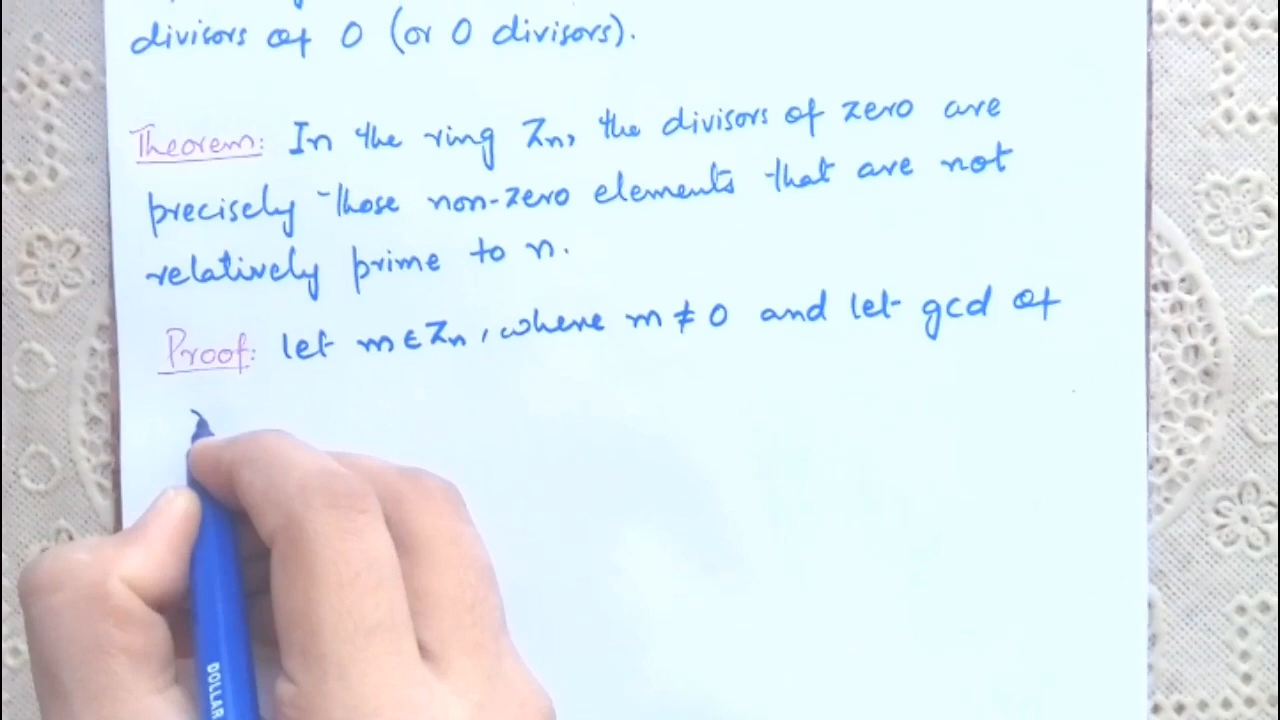 divisors of 0 (or 0 divisors).
Theorem: In the ring Zn, the divisors of zero are
precisely those non-zero elements that are not
relatively prime to n.
Proof: let m ∈ Zn, where m ≠ 0 and let gcd of
DOLLAR